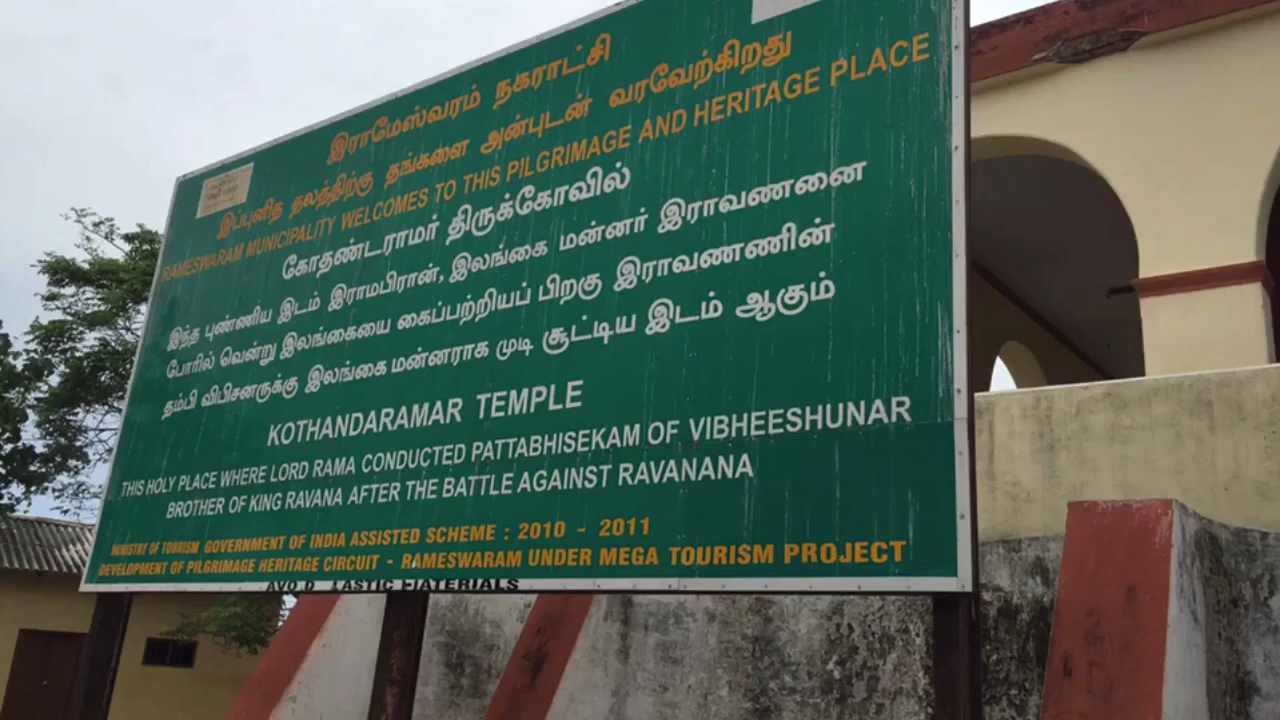 இராமேஸ்வரம் நகராட்சி
இப்புனித தலத்திற்கு தங்களை அன்புடன் வரவேற்கிறது
RAMESWARAM MUNICIPALITY WELCOMES TO THIS PILGRIMAGE AND HERITAGE PLACE
கோதண்டராமர் திருக்கோவில்
இந்த புண்ணிய இடம் இராமபிரான், இலங்கை மன்னர் இராவணனை
போரில் வென்று இலங்கையை கைப்பற்றியப் பிறகு இராவணணின்
தம்பி விபிசனருக்கு இலங்கை மன்னராக முடி சூட்டிய இடம் ஆகும்
KOTHANDARAMAR TEMPLE
THIS HOLY PLACE WHERE LORD RAMA CONDUCTED PATTABHISEKAM OF VIBHEESHUNAR
BROTHER OF KING RAVANA AFTER THE BATTLE AGAINST RAVANANA
MINISTRY OF TOURISM GOVERNMENT OF INDIA ASSISTED SCHEME : 2010 - 2011
DEVELOPMENT OF PILGRIMAGE HERITAGE CIRCUIT - RAMESWARAM UNDER MEGA TOURISM PROJECT